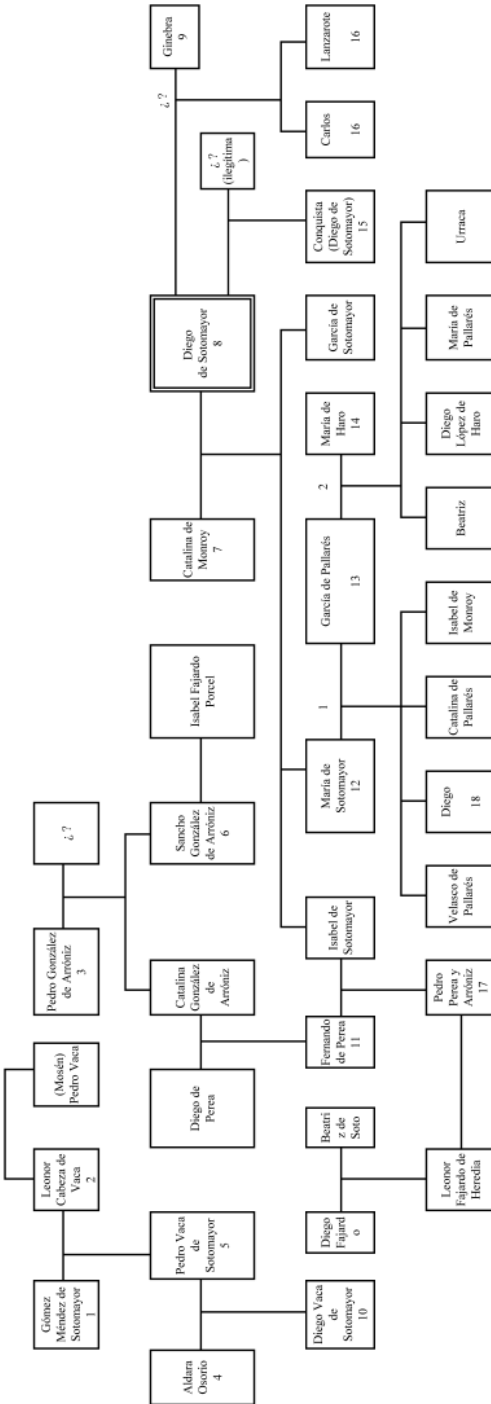 Gómez
Méndez de
Sotomayor
1
Leonor
Cabeza de
Vaca
2
(Mosén)
Pedro Vaca
Pedro González
de Arróniz
3
¿ ?
Aldara
Osorio
4
Pedro Vaca
de
Sotomayor
5
Diego de
Perea
Catalina
González
de
Arróniz
Sancho
González
de Arróniz
6
Isabel Fajardo
Porcel
Catalina de
Monroy
7
Diego
de Sotomayor
8
¿ ?
(ilegítima
)
¿ ?
Ginebra
9
Diego Vaca
de
Sotomayor
10
Diego
Fajard
o
Beatri
z de
Soto
Fernando
de Perea
11
Isabel de
Sotomayor
María de
Sotomayor
12
1
García de Pallarés
13
2
María de
Haro
14
García de
Sotomayor
Conquista
(Diego de
Sotomayor)
15
Carlos
16
Lanzarote
16
Leonor
Fajardo de
Heredia
Pedro
Perea y
Arróniz
17
Velasco de
Pallarés
Diego
18
Catalina de
Pallarés
Isabel de
Monroy
Beatriz
Diego
López de
Haro
María de
Pallarés
Urraca